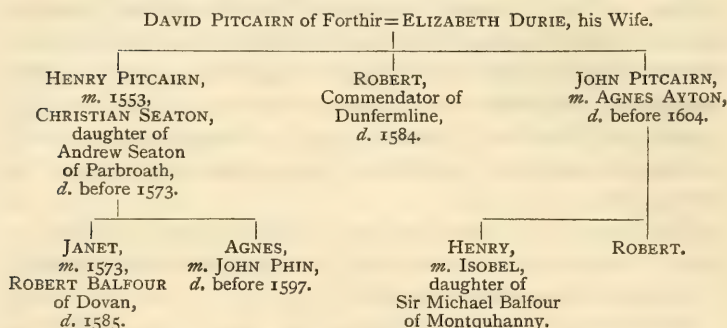 DAVID PITCAIRN of Forthir=ELIZABETH DURIE, his Wife.
HENRY PITCAIRN,
m. 1553,
CHRISTIAN SEATON,
daughter of
Andrew Seaton
of Parbroath,
d. before 1573.
ROBERT,
Commendator of
Dunfermline,
d. 1584.
JOHN PITCAIRN,
m. AGNES AYTON,
d. before 1604.
JANET,
m. 1573,
ROBERT BALFOUR
of Dovan,
d. 1585.
AGNES,
m. JOHN PHIN,
d. before 1597.
HENRY,
m. ISOBEL,
daughter of
Sir Michael Balfour
of Montquhanny.
ROBERT.